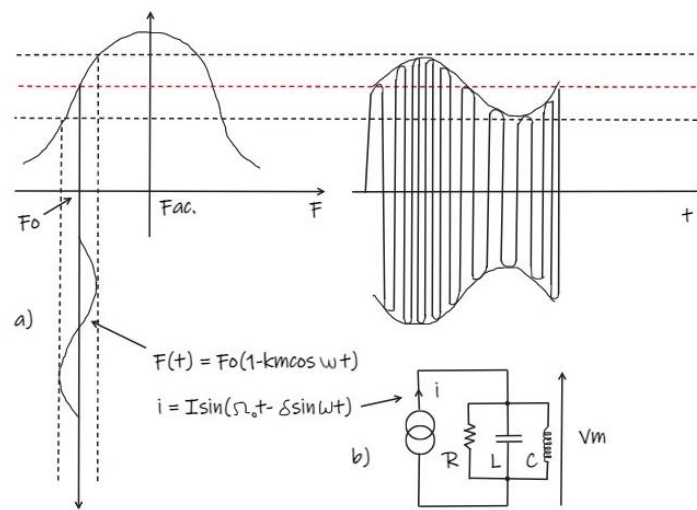 Fo
Fac.
F
t
a)
F(t) = Fo(1-kmcos ωt)
i = Isin(Ω₀t- δsinωt)
i
b)
R
L
C
Vm